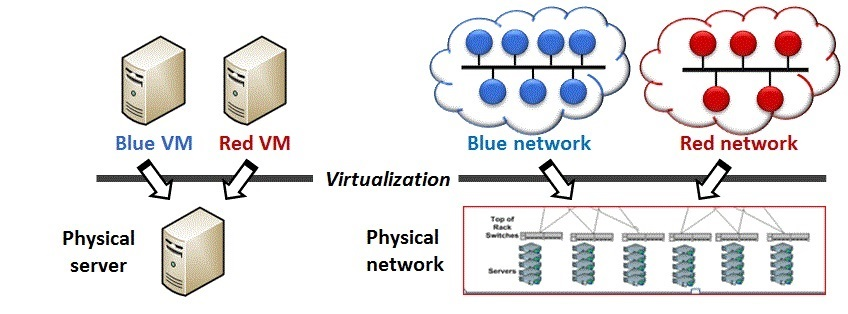 Blue VM
Red VM
Blue network
Red network
Virtualization
Physical
server
Physical
network
Top of
Rack
Switches
Servers